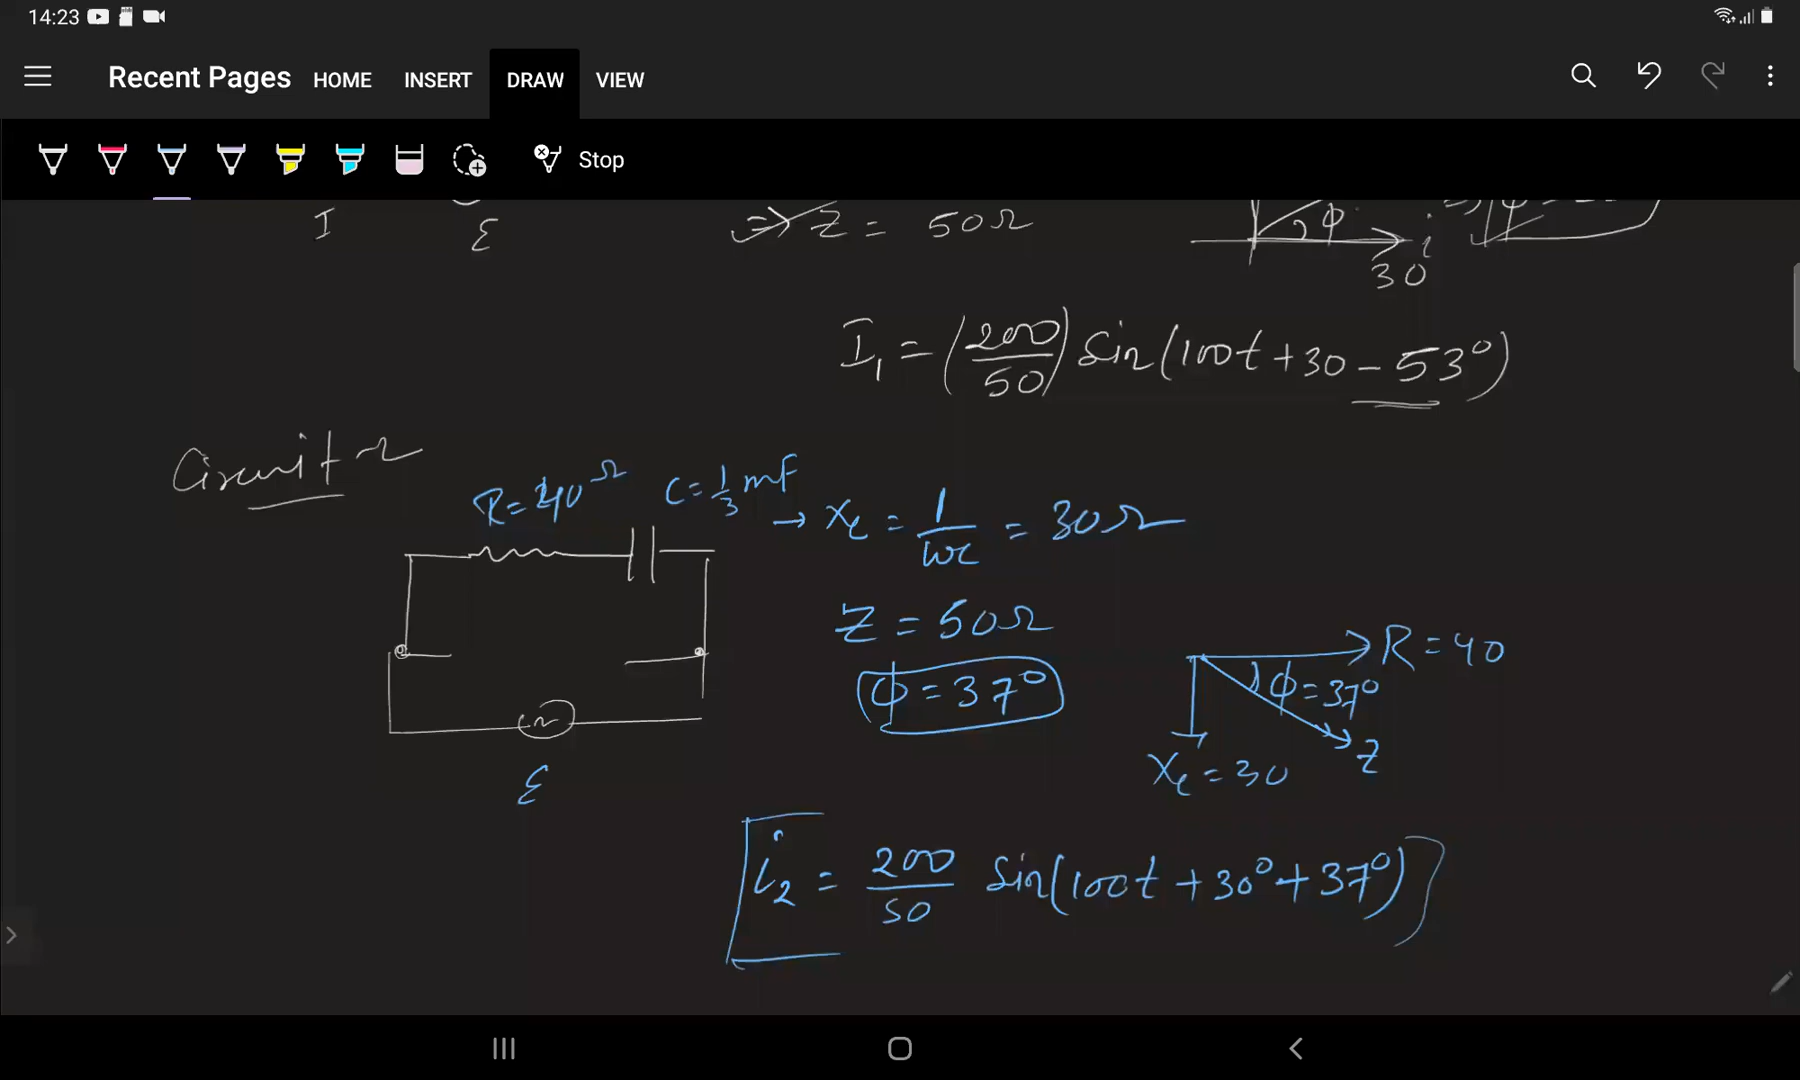 14:23
Recent Pages HOME INSERT DRAW VIEW
Stop
I ε ⇒ Z = 50Ω ϕ i
30
I₁ = (200/50) Sin(100t + 30 − 53°)
Circuit 2
R = 40Ω C = 1/3 mF → Xc = 1/ωc = 30Ω
Z = 50Ω
R = 40
ϕ = 37°
ϕ = 37°
Z
Xc = 30
ε
i₂ = 200/50 Sin(100t + 30° + 37°)